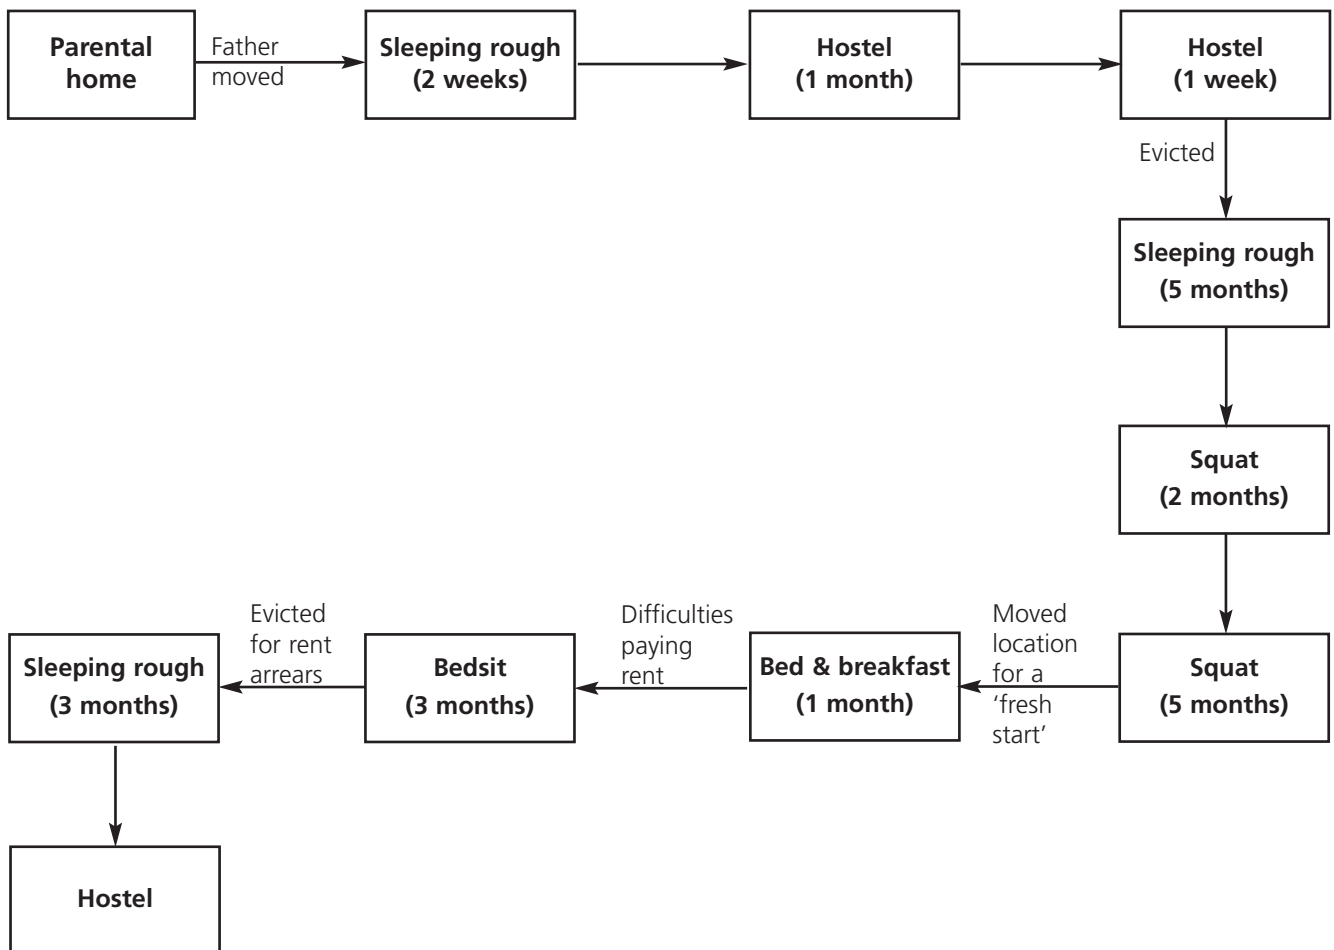 Parental
home
Father
moved
Sleeping rough
(2 weeks)
Hostel
(1 month)
Hostel
(1 week)
Evicted
Sleeping rough
(5 months)
Squat
(2 months)
Squat
(5 months)
Moved
location
for a
‘fresh
start’
Bed & breakfast
(1 month)
Difficulties
paying
rent
Bedsit
(3 months)
Evicted
for rent
arrears
Sleeping rough
(3 months)
Hostel